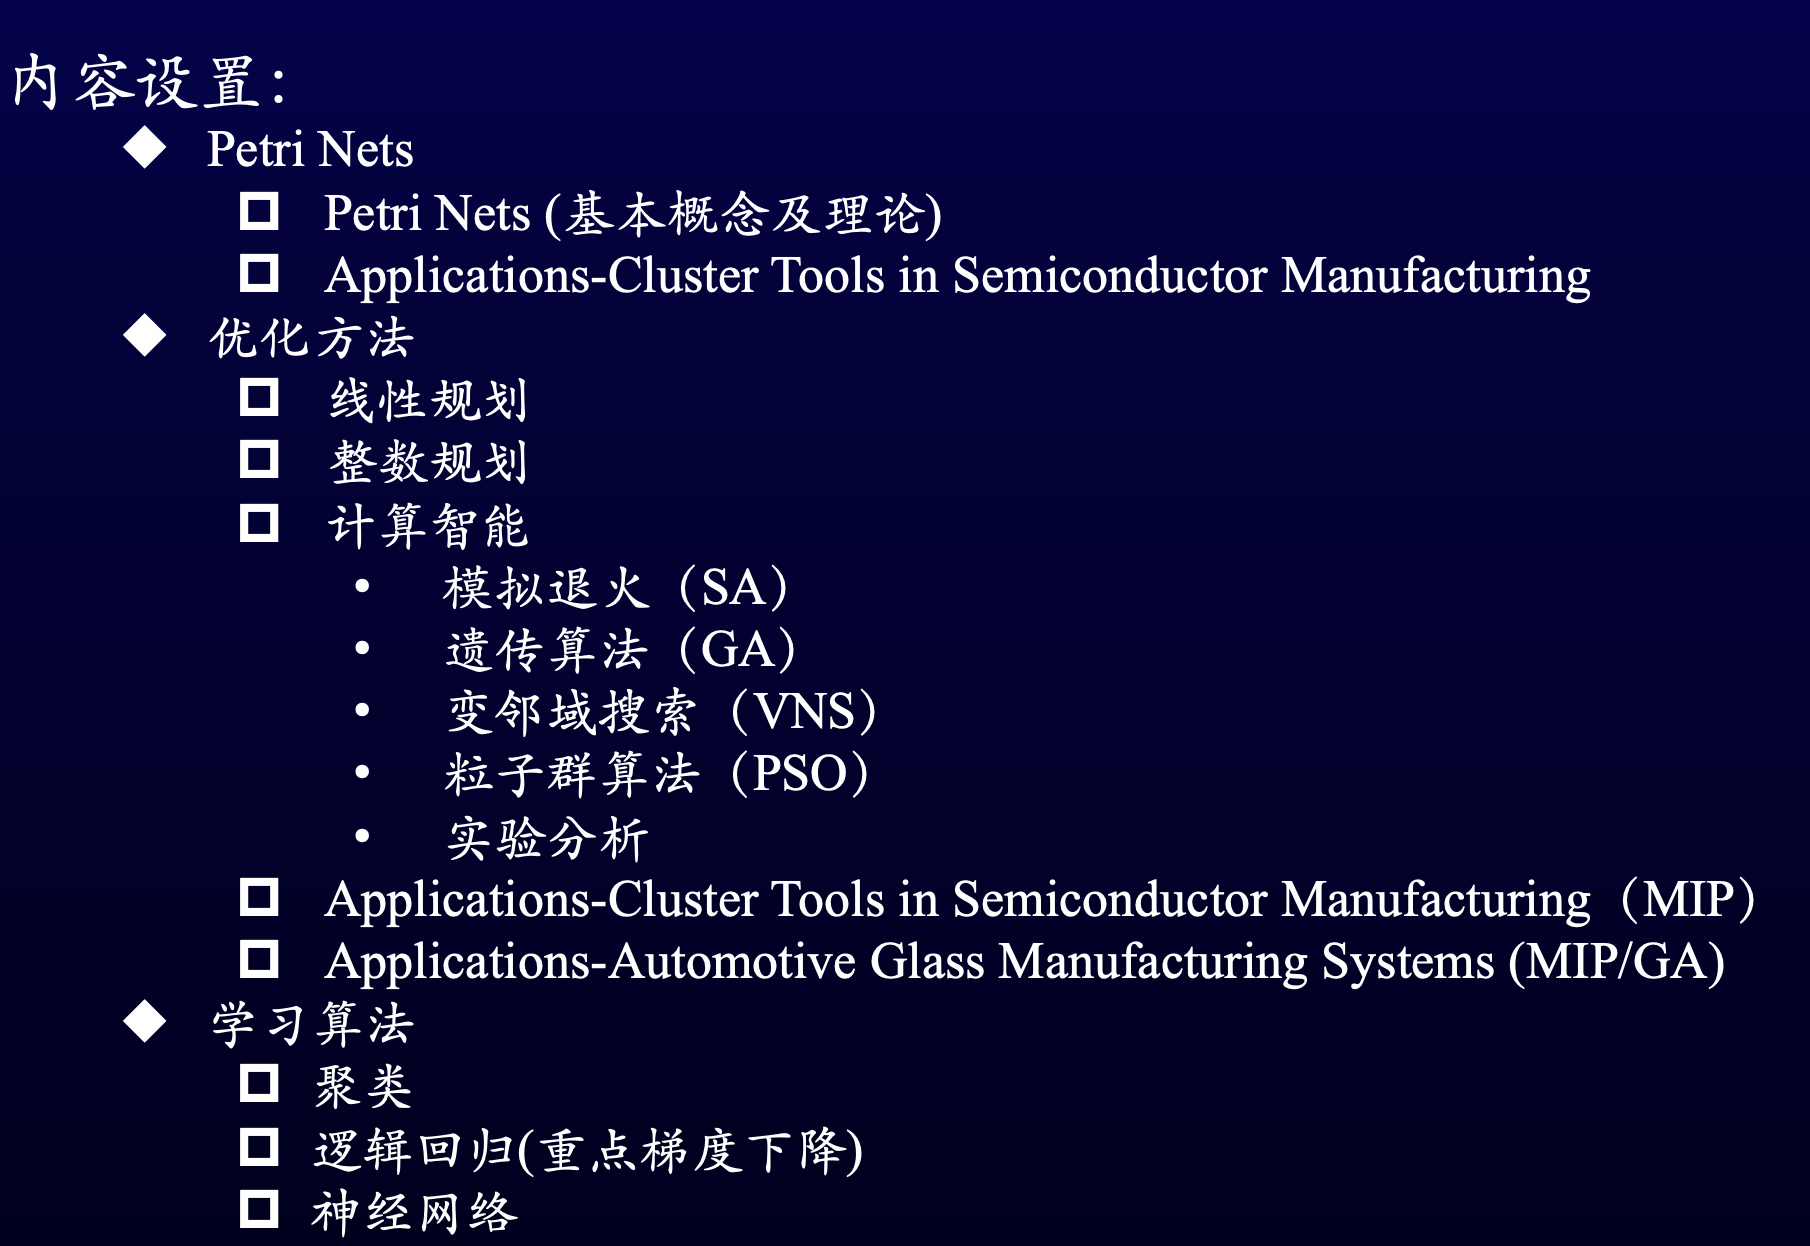 内容设置：
Petri Nets
Petri Nets (基本概念及理论)
Applications-Cluster Tools in Semiconductor Manufacturing
优化方法
线性规划
整数规划
计算智能
模拟退火（SA）
遗传算法（GA）
变邻域搜索（VNS）
粒子群算法（PSO）
实验分析
Applications-Cluster Tools in Semiconductor Manufacturing（MIP）
Applications-Automotive Glass Manufacturing Systems (MIP/GA)
学习算法
聚类
逻辑回归(重点梯度下降)
神经网络